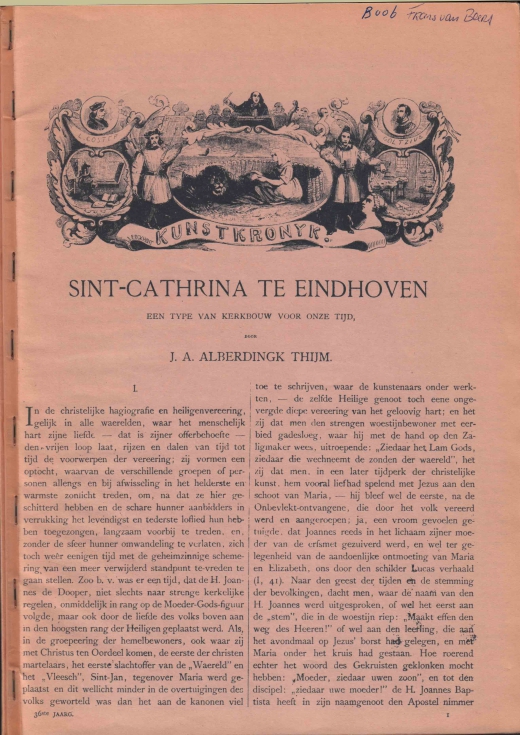 Boob Frans van Beers
KUNSTKRONYK.
SINT-CATHRINA TE EINDHOVEN
EEN TYPE VAN KERKBOUW VOOR ONZE TIJD,
DOOR
J. A. ALBERDINGK THIJM.
I.
In de christelijke hagiografie en heiligenvereering,
gelijk in alle waerelden, waar het menschelijk
hart zijne liefde — dat is zijner offerbehoefte —
den vrijen loop laat, rijzen en dalen van tijd tot
tijd de voorwerpen der vereering; zij vormen een
optocht, waarvan de verschillende groepen of per-
sonen allengs en bij afwisseling in het helderste en
warmste zonlicht treden, om, na dat ze hier ge-
schitterd hebben en de schare hunner aanbidders in
verrukking het levendigst en tederste loflied hun heb-
ben toegezongen, langzaam voorbij te treden, en,
zonder de sfeer hunner omwandeling te verlaten, zich
toch weêr eenigen tijd met de geheimzinnige scheme-
ring van een meer verwijderd standpunt te vreden te
gaan stellen. Zoo b. v. was er een tijd, dat de H. Joan-
nes de Dooper, niet slechts naar strenge kerkelijke
regelen, onmiddelijk in rang op de Moeder-Gods-figuur
volgde, maar ook door de liefde des volks boven aan
in den hoogsten rang der Heiligen geplaatst werd. Als,
in de groepeering der hemelbewoners, ook waar zij
met Christus ten Oordeel komen, de eerste der christen
martelaars, het eerste slachtoffer van de „Waereld” en
het „Vleesch”, Sint-Jan, tegenover Maria werd ge-
plaatst en dit wellicht minder in de overtuigingen des
volks geworteld was dan het aan de kanonel viel
36STE JAARG.
toe te schrijven, waar de kunstenaars onder werk-
ten, — de zelfde Heilige genoot toch eene onge-
vergde diepe vereering van het geloovig hart; en het
zij dat men den strengen woestijnbewoner met eer-
bied gadesloeg, waar hij met de hand op den Za-
ligmaker wees, uitroepende: „Ziedaar het Lam Gods,
ziedaar die wechneemt de zonden der waereld”, het
zij dat men, in een later tijdperk der christelijke
kunst, hem vooral liefhad spelend met Jezus aan den
schoot van Maria, — hij bleef wel de eerste, na de
Onbevlekt-ontvangene, die door het volk vereerd
werd en aangeroepen; ja, een vroom gevoelen ge-
tuigde, dat Joannes reeds in het lichaam zijner moe-
der van de erfsmet gezuiverd werd, en wel ter ge-
legenheid van de aandoenlijke ontmoeting van Maria
en Elizabeth, ons door den schilder Lucas verhaald
(I, 41). Naar den geest der tijden en de stemming
der bevolkingen, dacht men, waar de naam van den
H. Joannes werd uitgesproken, of wel het eerst aan
de „stem”, die in de woestijn riep: „Maakt effen den
weg des Heeren!” of wel aan den leerling, die aan
het avondmaal op Jezus' borst had gelegen, en met
Maria onder het kruis had gestaan. Hoe roerend
echter het woord des Gekruisten geklonken mocht
hebben: „Moeder, ziedaar uwen zoon”, en tot den
discipel: „ziedaar uwe moeder!” de H. Joannes Bap-
tista heeft in zijn naamgenoot den Apostel nimmer
1